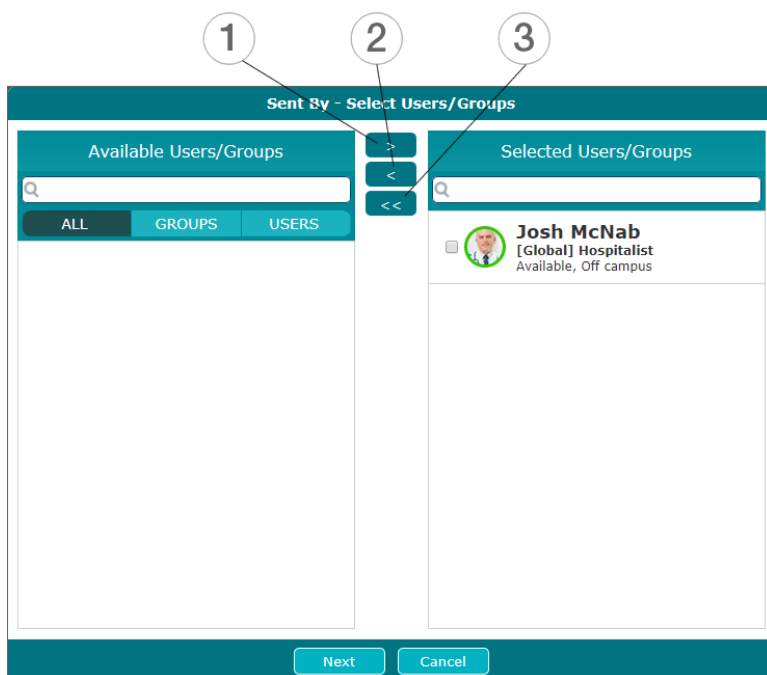 1 2 3
Sent By - Select Users/Groups
Available Users/Groups
ALL GROUPS USERS
>
<
<<
Selected Users/Groups
Josh McNab
[Global] Hospitalist
Available, Off campus
Next Cancel